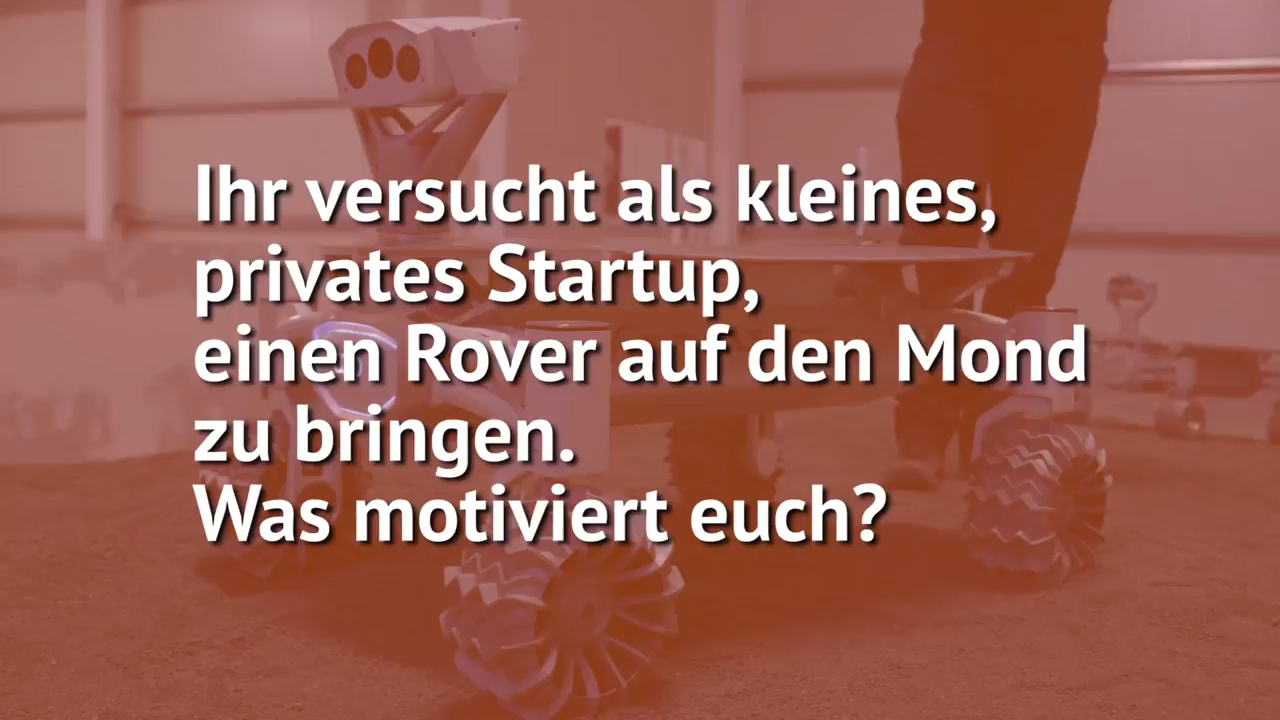 Ihr versucht als kleines,
privates Startup,
einen Rover auf den Mond
zu bringen.
Was motiviert euch?